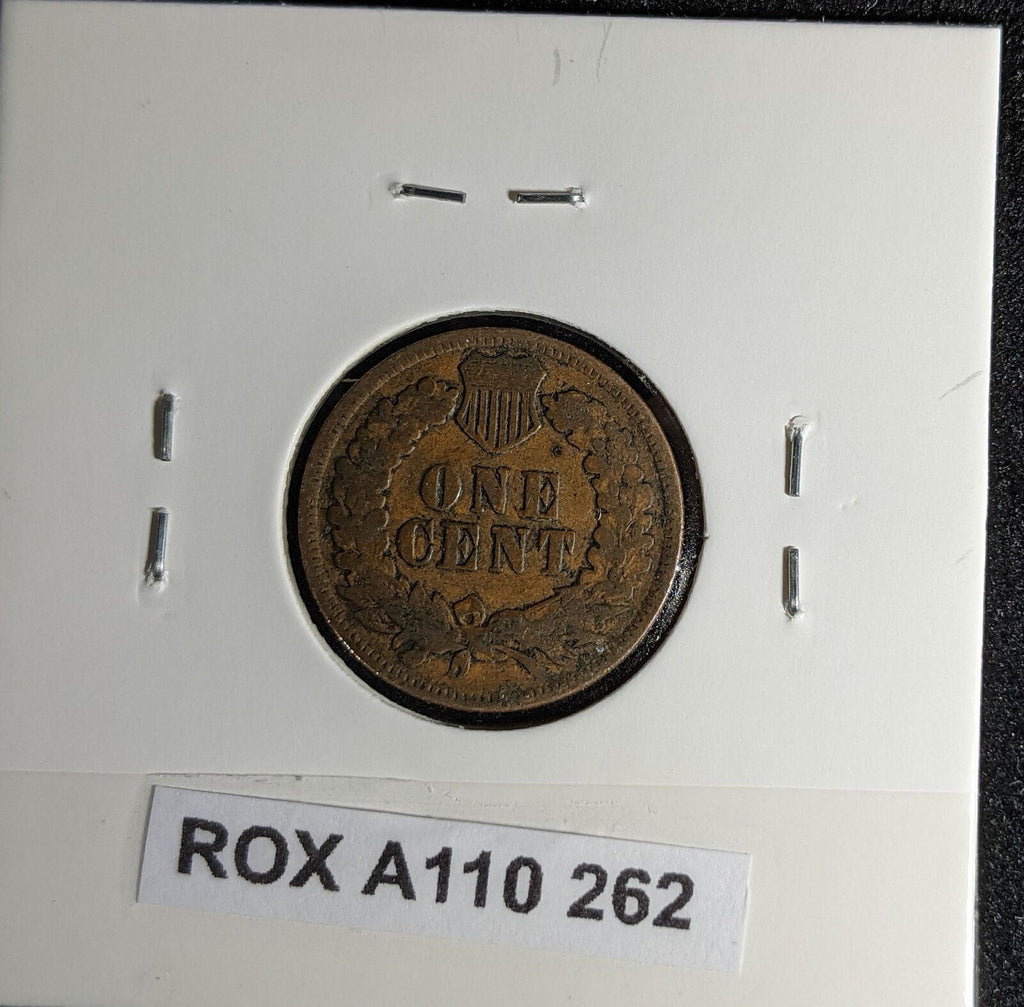 ONE
CENT
ROX A110 262